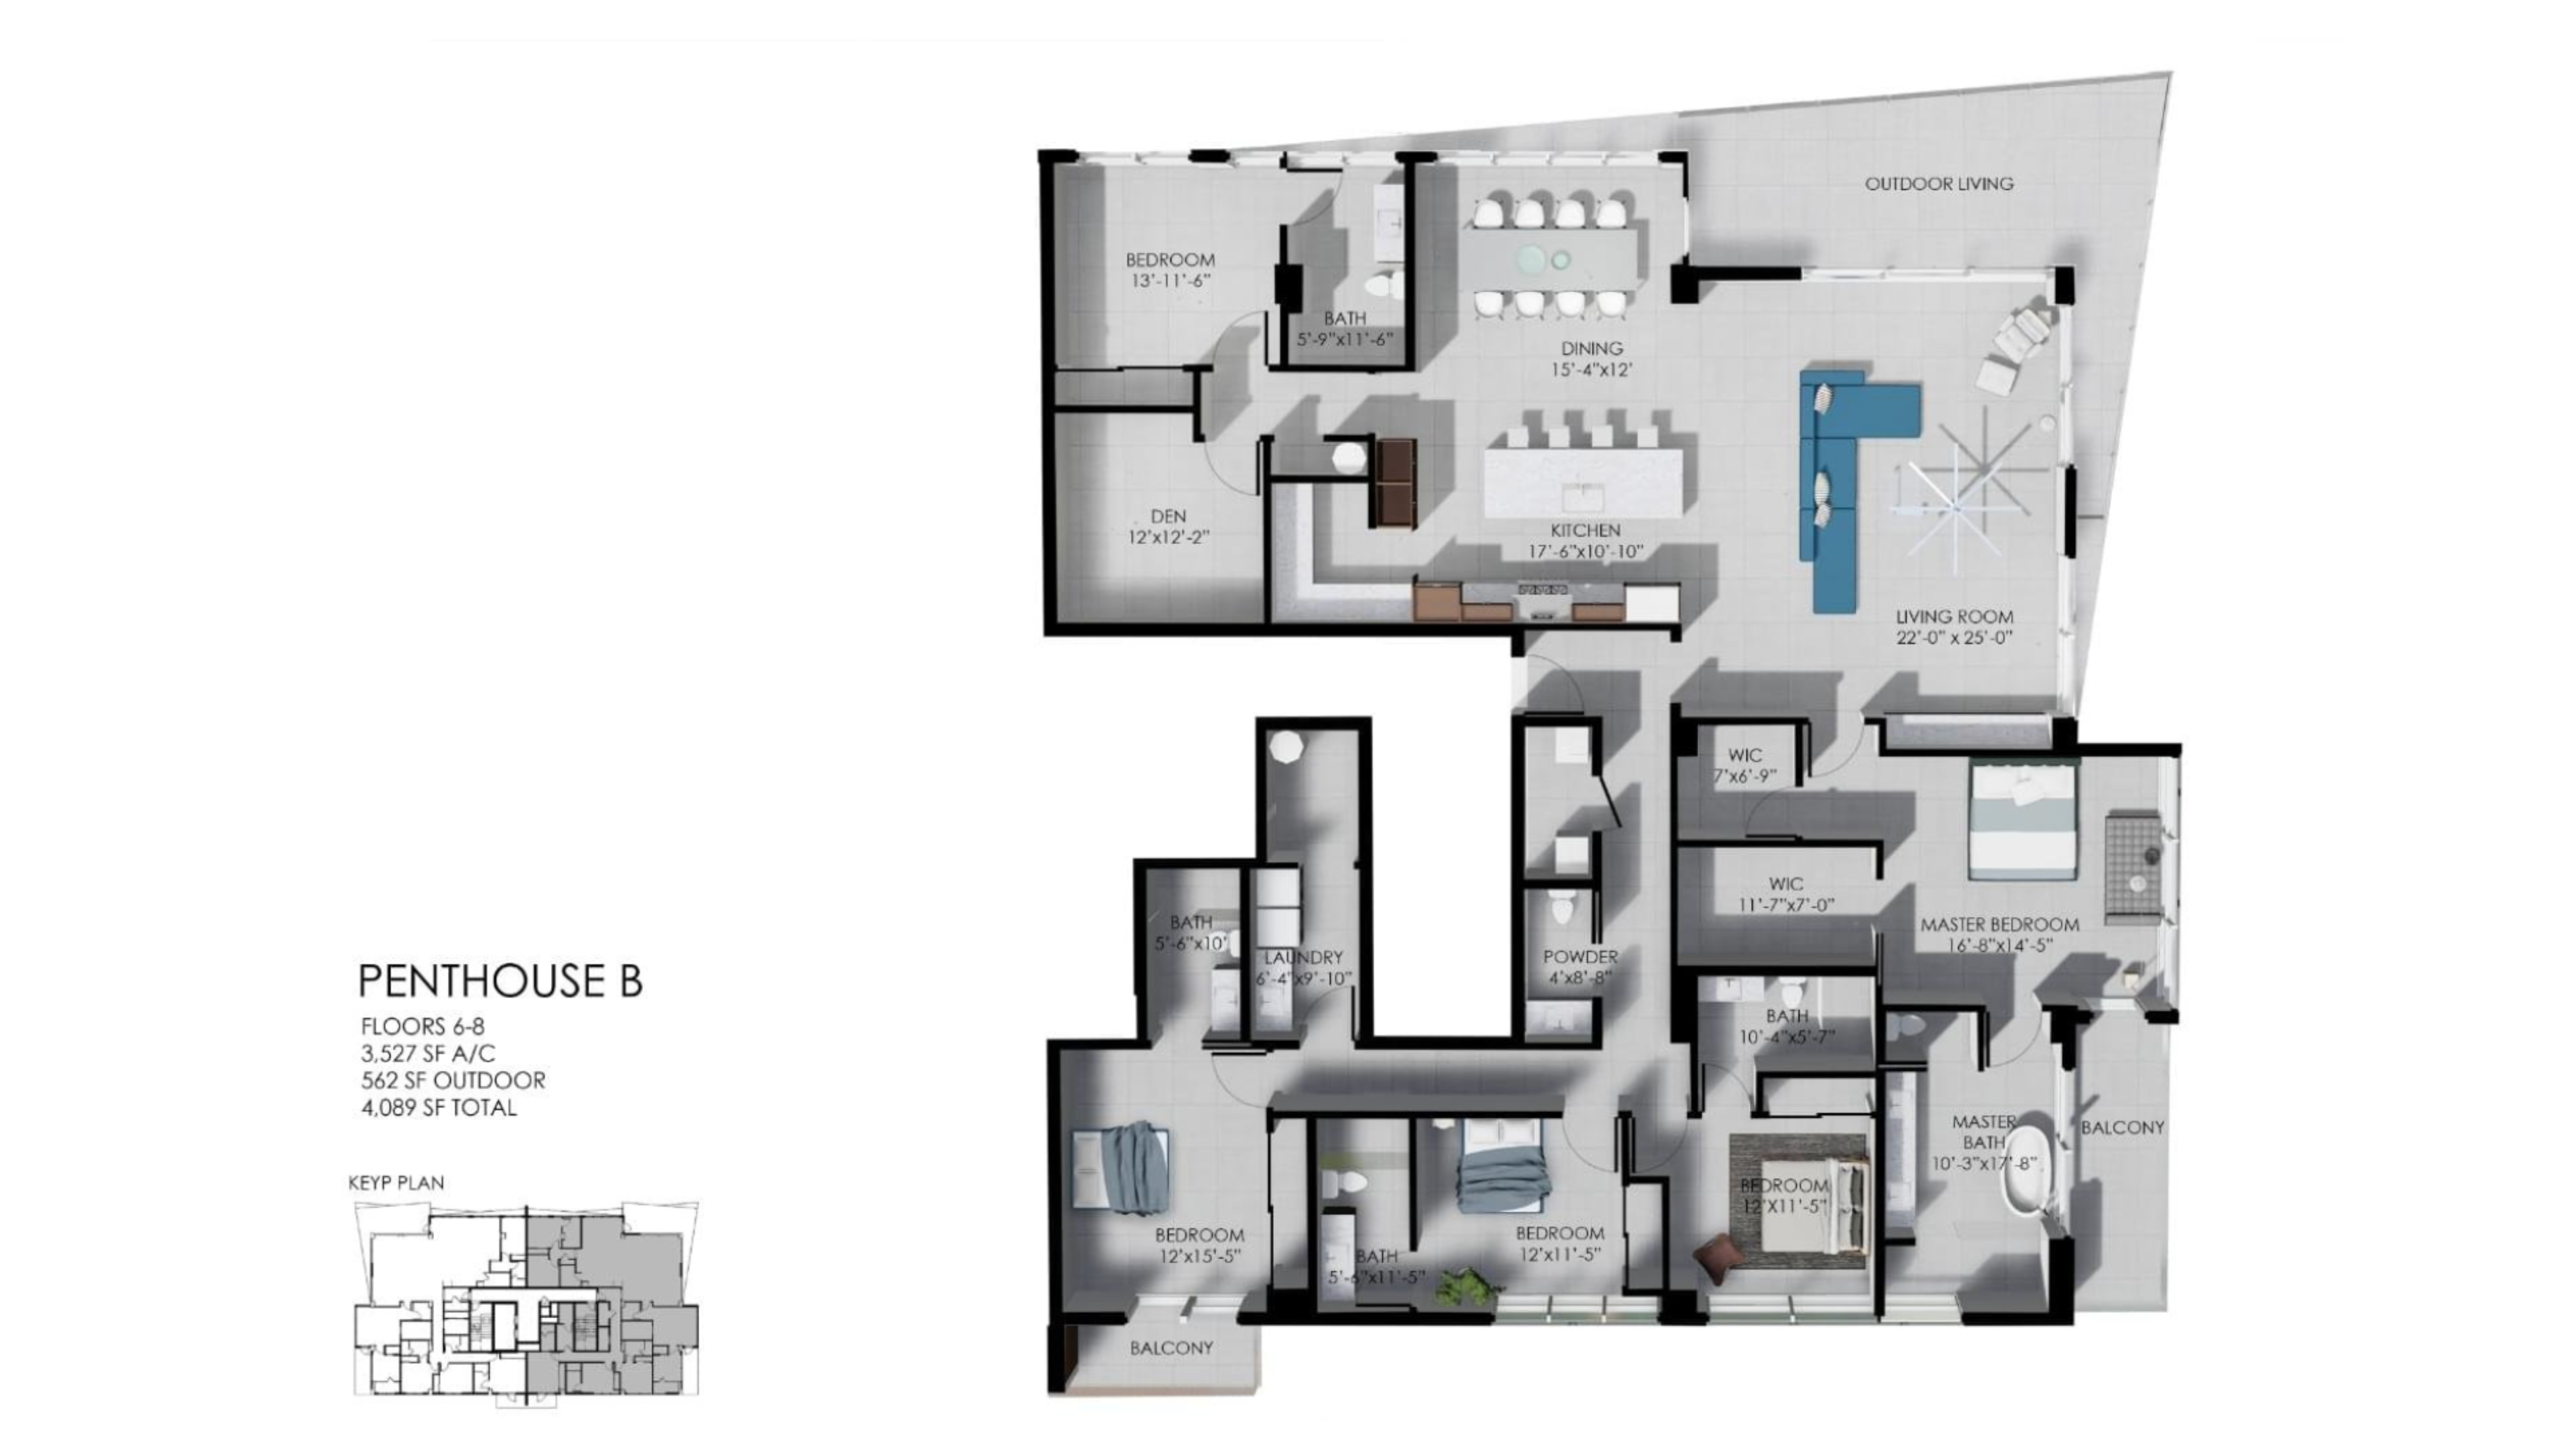 OUTDOOR LIVING
BEDROOM
13'-11'-6"
BATH
5'-9"x11'-6"
DINING
15'-4"x12'
DEN
12'x12'-2"
KITCHEN
17'-6"x10'-10"
LIVING ROOM
22'-0" x 25'-0"
WIC
7'x6'-9"
WIC
11'-7"x7'-0"
MASTER BEDROOM
16'-8"x14'-5"
BATH
5'-6"x10'
LAUNDRY
6'-4"x9'-10"
POWDER
4'x8'-8"
BATH
10'-4"x5'-7"
MASTER
BATH
10'-3"x17'-8"
BALCONY
BEDROOM
12'X11'-5"
BEDROOM
12'x15'-5"
BATH
5'-6"x11'-5"
BEDROOM
12'x11'-5"
BALCONY
PENTHOUSE B
FLOORS 6-8
3,527 SF A/C
562 SF OUTDOOR
4,089 SF TOTAL
KEYP PLAN